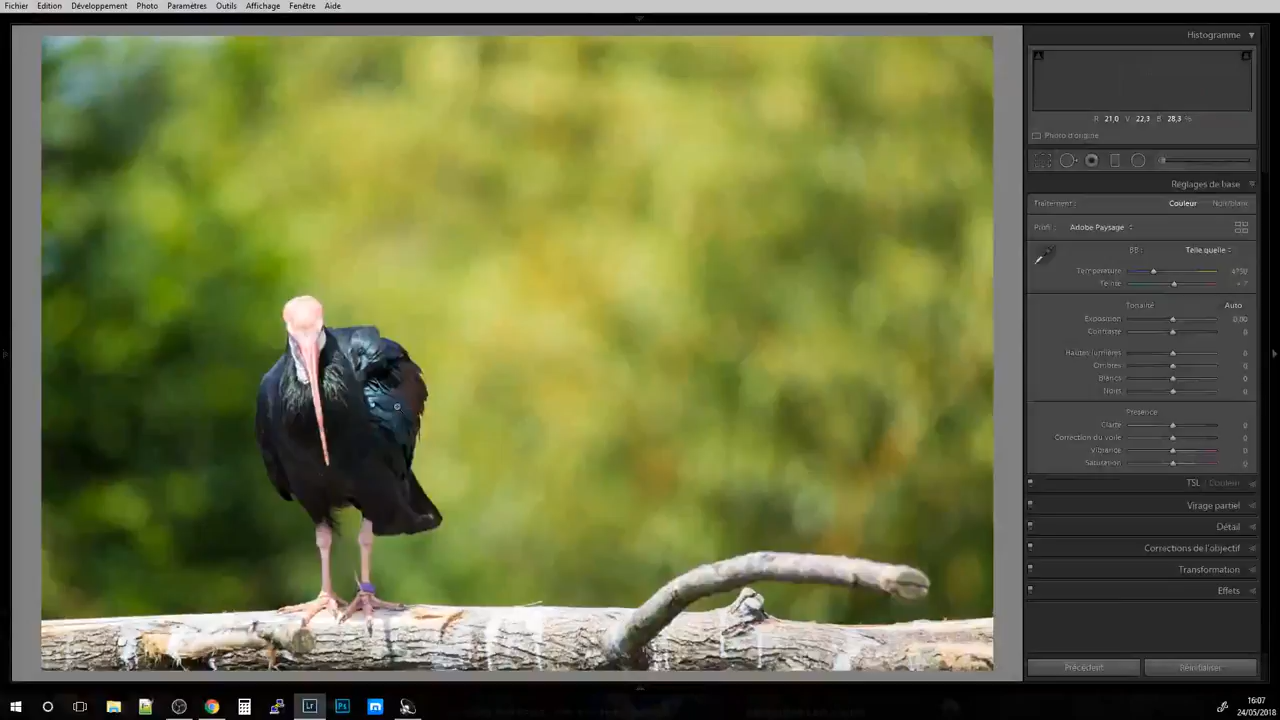 Fichier Edition Développement Photo Paramètres Outils Affichage Fenêtre Aide
Histogramme
R 21,0 V 22,3 B 28,3 %
Photo d'origine
Réglages de base
Traitement : Couleur Noir/blanc
Profil : Adobe Paysage
BB : Telle quelle
Température 4750
Teinte + 7
Tonalité Auto
Exposition 0,00
Contraste 0
Hautes lumières 0
Ombres 0
Blancs 0
Noirs 0
Présence
Clarté 0
Correction du voile 0
Vibrance 0
Saturation 0
TSL Couleur
Virage partiel
Détail
Corrections de l'objectif
Transformation
Effets
Précédent Réinitialiser
Lr Ps
16:07
24/05/2018